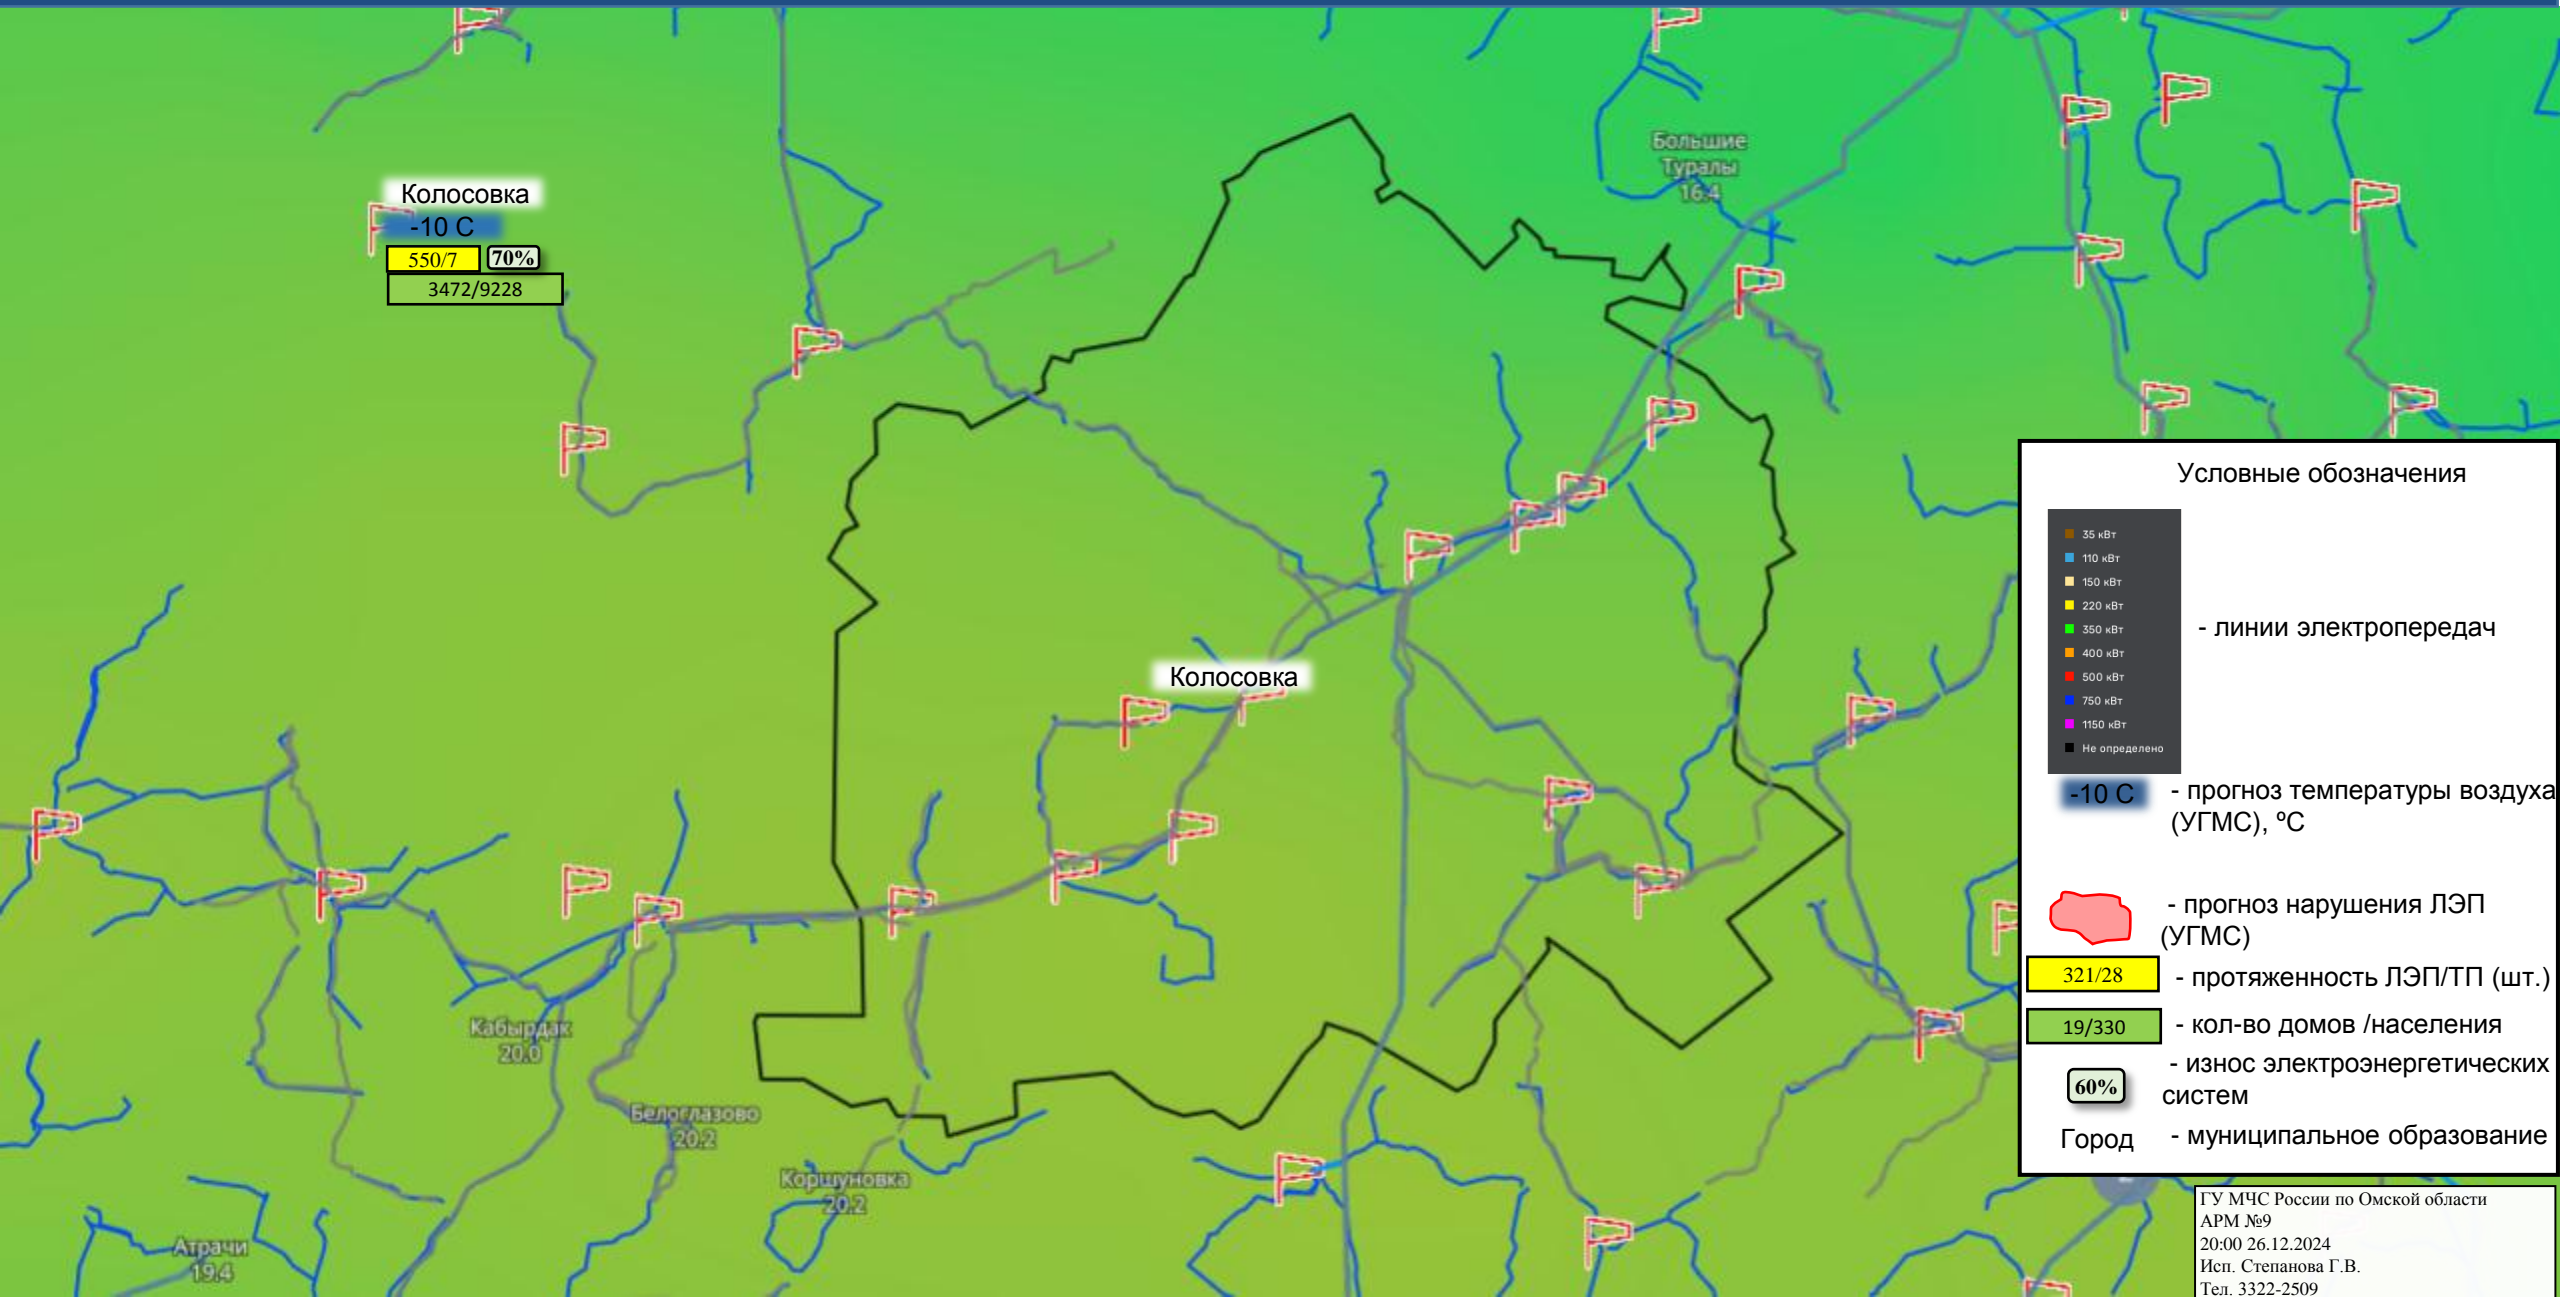 Большие
Туралы
16.4
Колосовка
-10 С
550/7
70%
3472/9228
Колосовка
Кабырдак
20.0
Белоглазово
20.2
Коршуновка
20.2
Атрачи
19.4
Условные обозначения
35 кВт
110 кВт
150 кВт
220 кВт
350 кВт
400 кВт
500 кВт
750 кВт
1150 кВт
Не определено
- линии электропередач
-10 С
- прогноз температуры воздуха
(УГМС), ºС
- прогноз нарушения ЛЭП
(УГМС)
321/28
- протяженность ЛЭП/ТП (шт.)
19/330
- кол-во домов /населения
60%
- износ электроэнергетических
систем
Город
- муниципальное образование
ГУ МЧС России по Омской области
АРМ №9
20:00 26.12.2024
Исп. Степанова Г.В.
Тел. 3322-2509